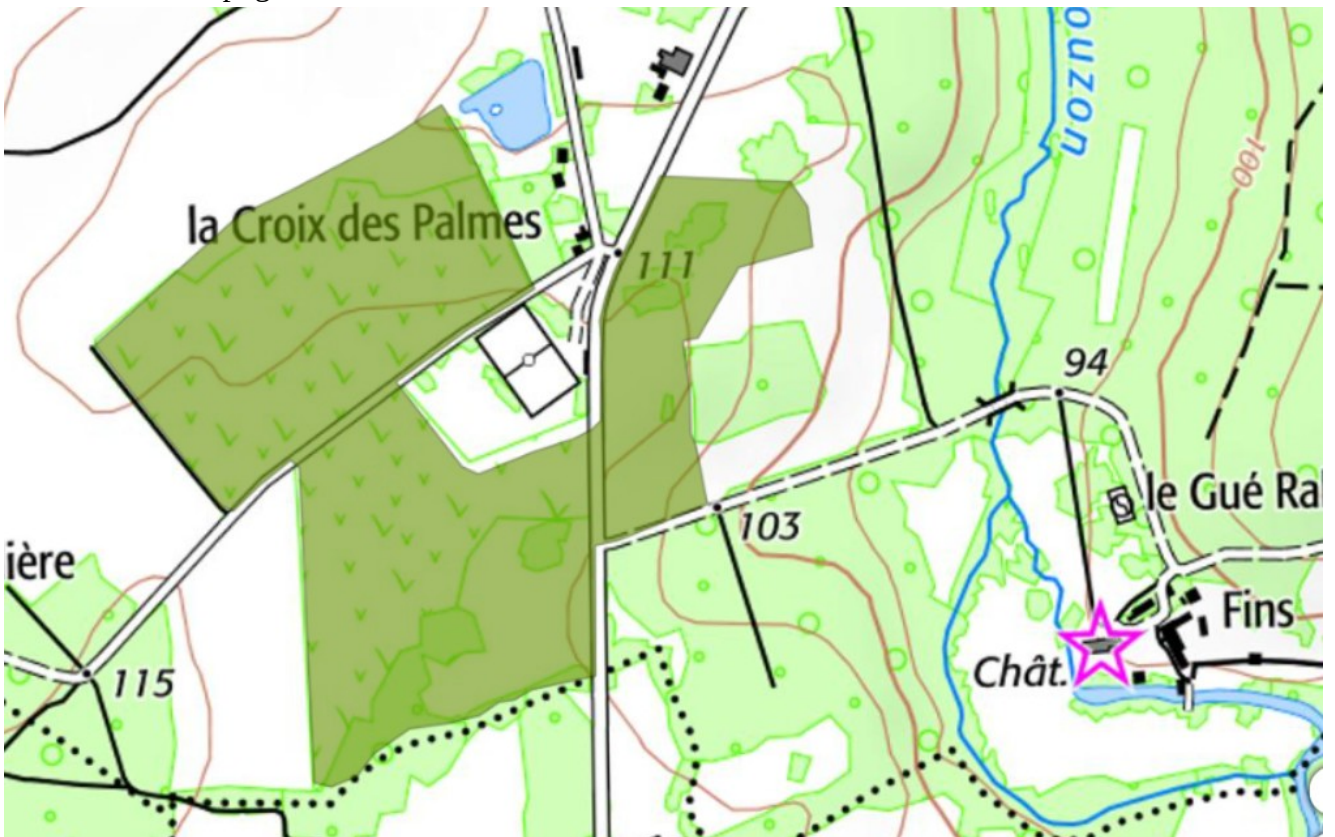 ouzon
la Croix des Palmes
100
111
94
le Gué Ral
103
ière
Fins
Chât.
115